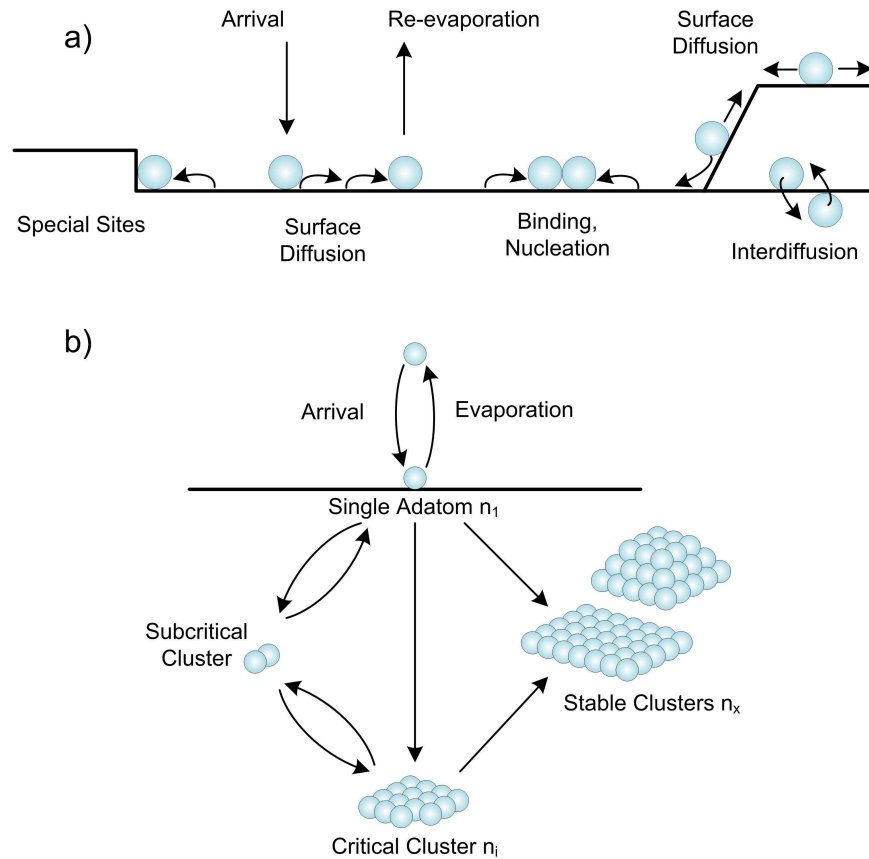 a)
Arrival
Re-evaporation
Surface
Diffusion
Special Sites
Surface
Diffusion
Binding,
Nucleation
Interdiffusion
b)
Arrival
Evaporation
Single Adatom n₁
Subcritical
Cluster
Stable Clusters nₓ
Critical Cluster nᵢ